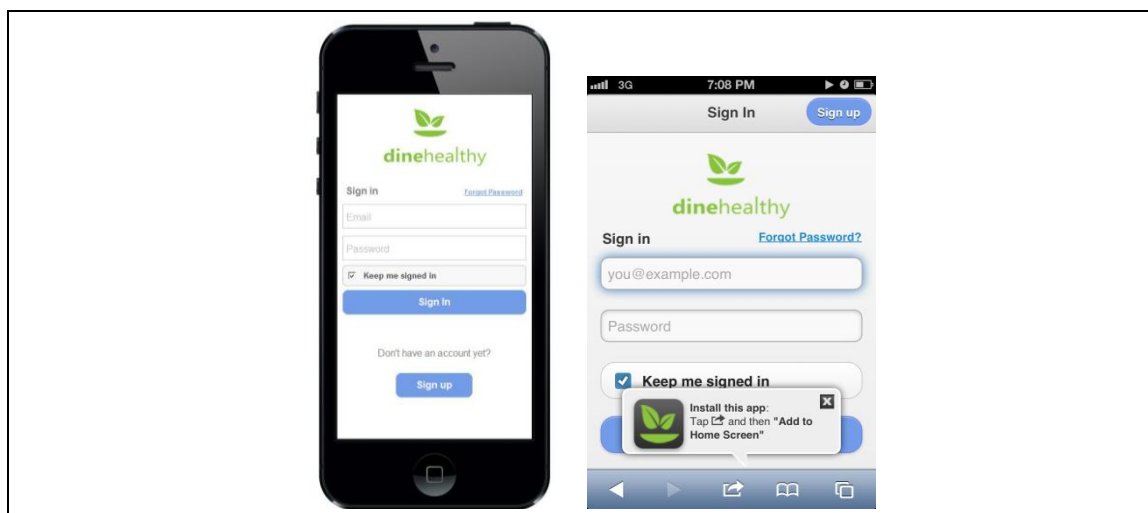 dinehealthy
Sign in
Forgot Password
Email
Password
Keep me signed in
Sign In
Don't have an account yet?
Sign up
3G 7:08 PM
Sign In
Sign up
dinehealthy
Sign in
Forgot Password?
you@example.com
Password
Keep me signed in
Install this app:
Tap and then "Add to
Home Screen"